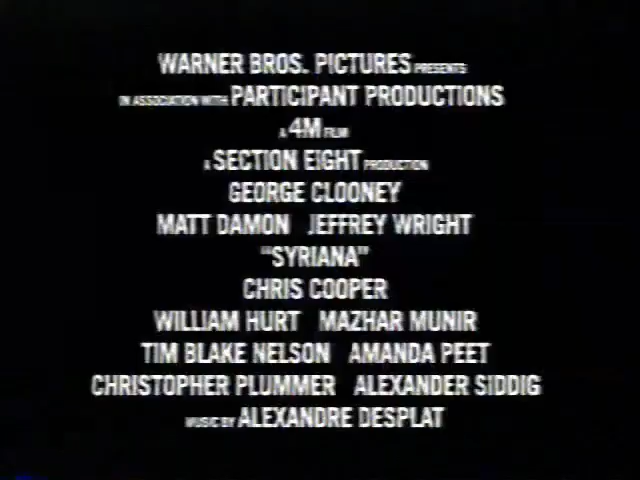 WARNER BROS. PICTURES PRESENTS
IN ASSOCIATION WITH PARTICIPANT PRODUCTIONS
A 4M FILM
A SECTION EIGHT PRODUCTION
GEORGE CLOONEY
MATT DAMON JEFFREY WRIGHT
"SYRIANA"
CHRIS COOPER
WILLIAM HURT MAZHAR MUNIR
TIM BLAKE NELSON AMANDA PEET
CHRISTOPHER PLUMMER ALEXANDER SIDDIG
MUSIC BY ALEXANDRE DESPLAT